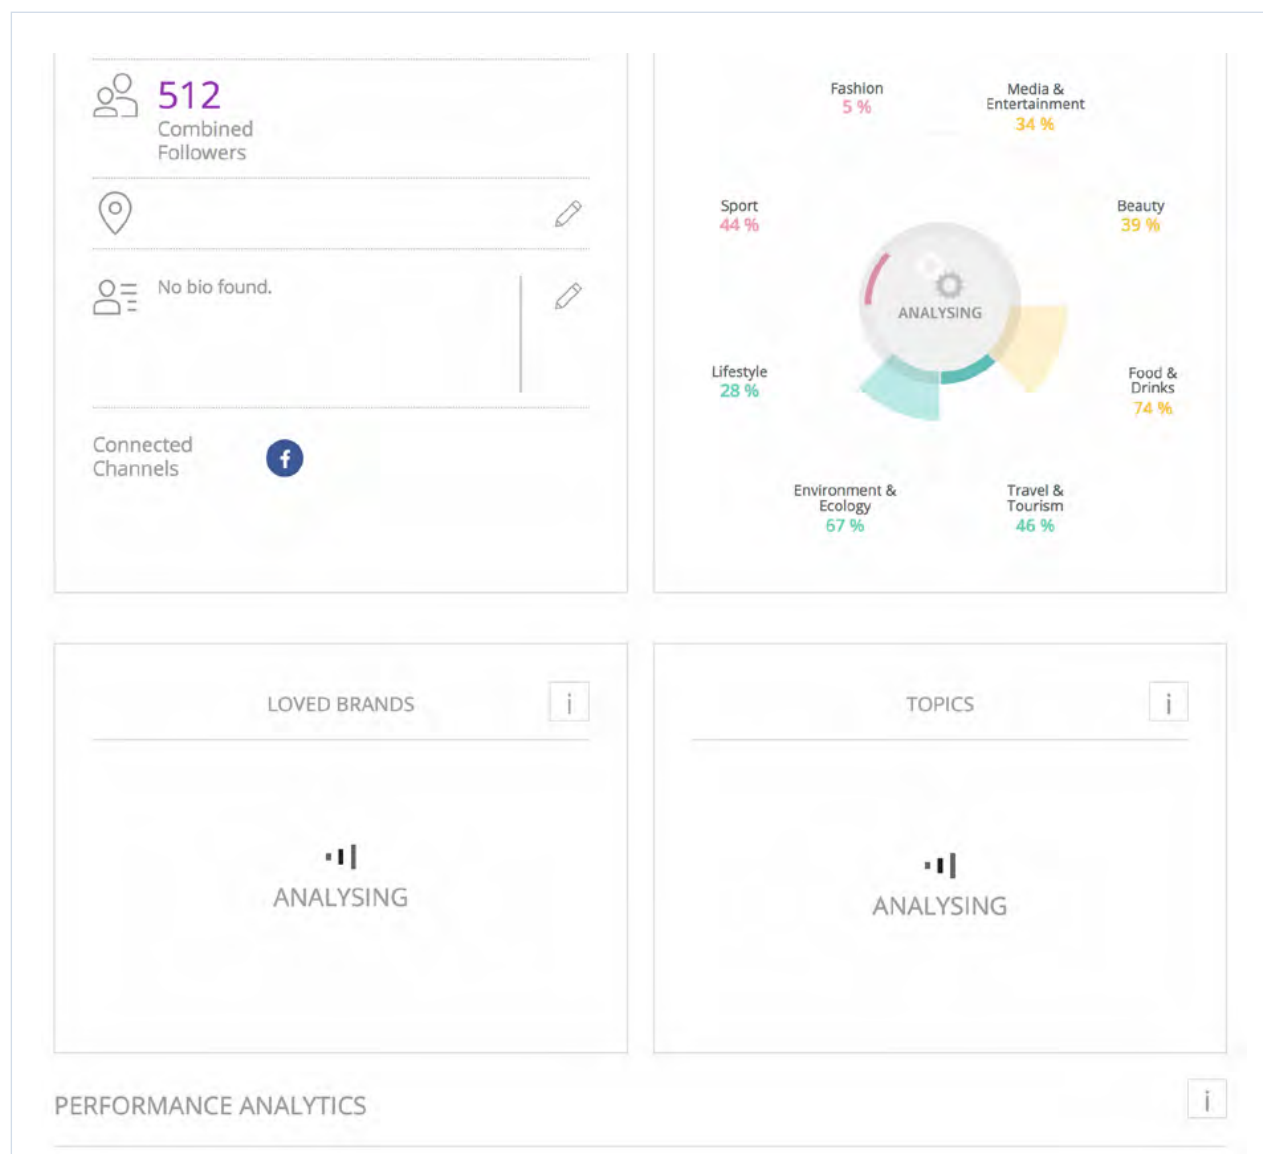 512
Combined
Followers
No bio found.
Connected
Channels
f
Fashion
5 %
Media &
Entertainment
34 %
Sport
44 %
Beauty
39 %
ANALYSING
Lifestyle
28 %
Food &
Drinks
74 %
Environment &
Ecology
67 %
Travel &
Tourism
46 %
LOVED BRANDS
i
ANALYSING
TOPICS
i
ANALYSING
PERFORMANCE ANALYTICS
i